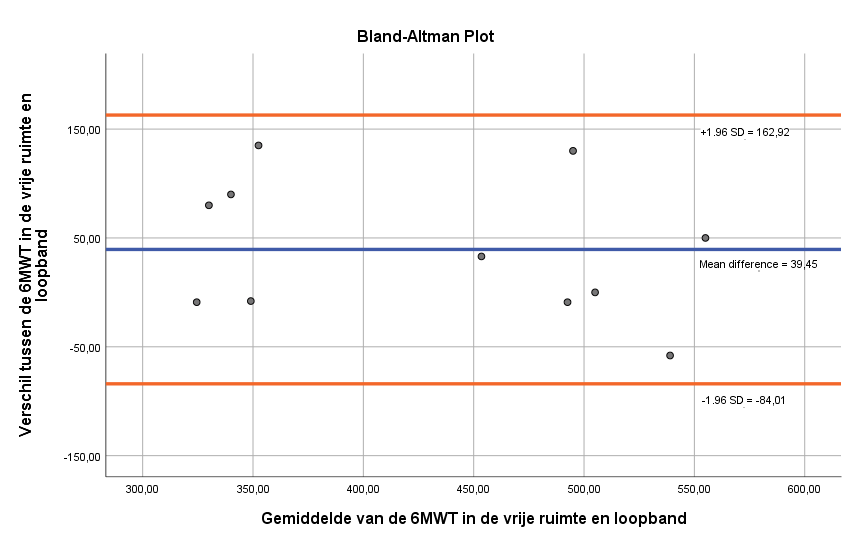 Bland-Altman Plot
Verschil tussen de 6MWT in de vrije ruimte en
loopband
150,00
50,00
-50,00
-150,00
+1.96 SD = 162,92
Mean difference = 39,45
-1.96 SD = -84,01
300,00
350,00
400,00
450,00
500,00
550,00
600,00
Gemiddelde van de 6MWT in de vrije ruimte en loopband